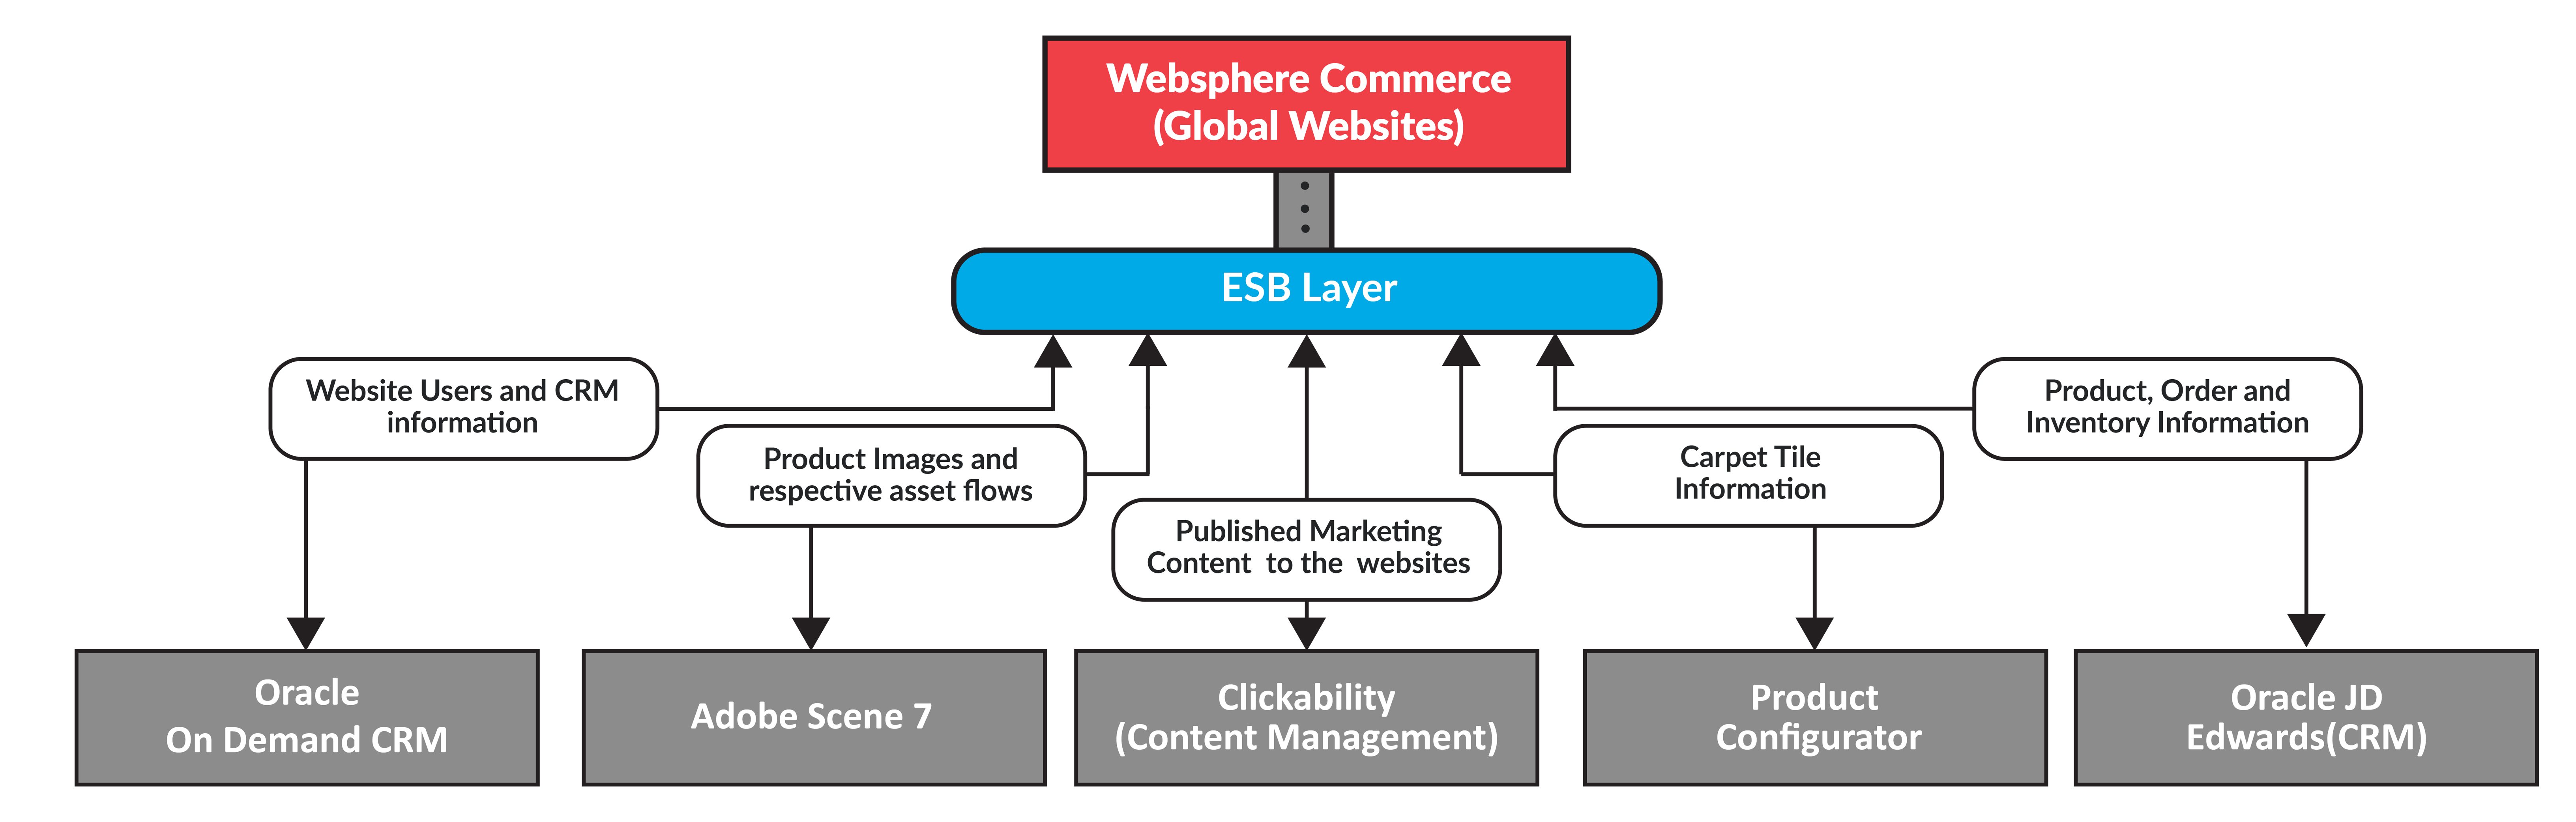 Websphere Commerce
(Global Websites)
ESB Layer
Website Users and CRM
information
Product Images and
respective asset flows
Published Marketing
Content to the websites
Carpet Tile
Information
Product, Order and
Inventory Information
Oracle
On Demand CRM
Adobe Scene 7
Clickability
(Content Management)
Product
Configurator
Oracle JD
Edwards(CRM)